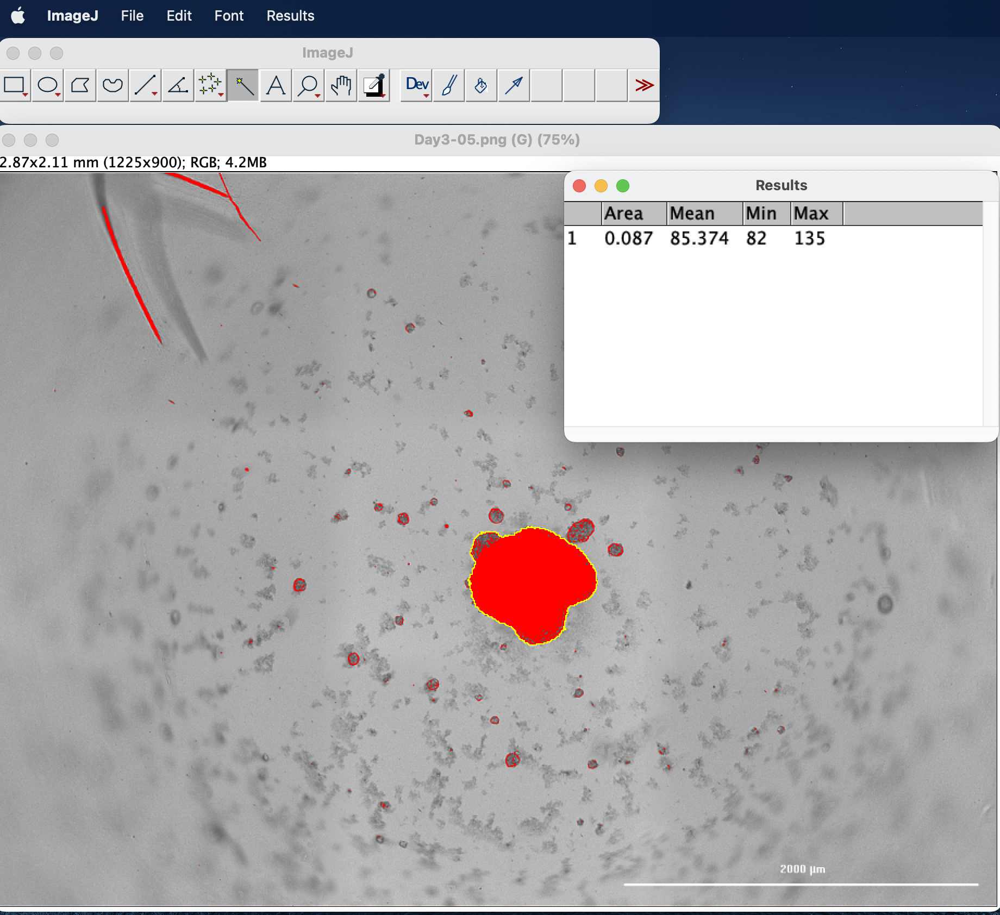 ImageJ File Edit Font Results
ImageJ
A Dev
Day3-05.png (G) (75%)
2.87x2.11 mm (1225x900); RGB; 4.2MB
Results
Area Mean Min Max
1 0.087 85.374 82 135
2000 µm